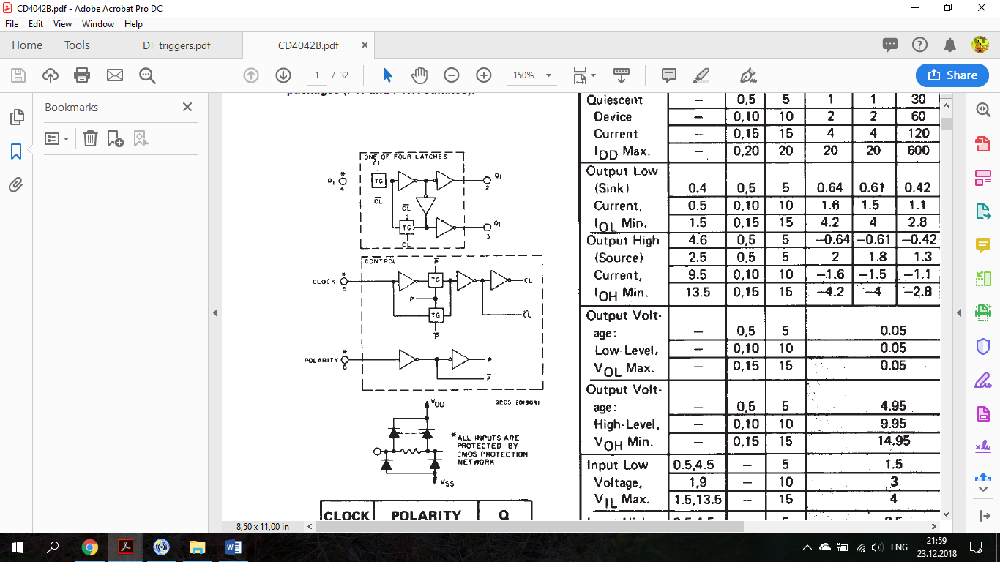 CD4042B.pdf - Adobe Acrobat Pro DC
File Edit View Window Help
Home Tools DT_triggers.pdf CD4042B.pdf ×
1 / 32 150% Share
Bookmarks
ONE OF FOUR LATCHES
CL
D1 * 4 TG Q1 2
CL
CL
TG Q1 3
CL
CONTROL
P
CLOCK * 5 TG CL
P
TG CL
P
POLARITY * 6 P
P
92CS-20190R1
VDD
*ALL INPUTS ARE
PROTECTED BY
CMOS PROTECTION
NETWORK
VSS
CLOCK POLARITY Q
Quiescent — 0,5 5 1 1 30
Device — 0,10 10 2 2 60
Current — 0,15 15 4 4 120
IDD Max. — 0,20 20 20 20 600
Output Low
(Sink) 0.4 0,5 5 0.64 0.61 0.42
Current, 0.5 0,10 10 1.6 1.5 1.1
IOL Min. 1.5 0,15 15 4.2 4 2.8
Output High 4.6 0,5 5 —0.64 —0.61 —0.42
(Source) 2.5 0,5 5 —2 —1.8 —1.3
Current, 9.5 0,10 10 —1.6 —1.5 —1.1
IOH Min. 13.5 0,15 15 —4.2 —4 —2.8
Output Volt-
age: — 0,5 5 0.05
Low-Level, — 0,10 10 0.05
VOL Max. — 0,15 15 0.05
Output Volt-
age: — 0,5 5 4.95
High-Level, — 0,10 10 9.95
VOH Min. — 0,15 15 14.95
Input Low 0.5,4.5 — 5 1.5
Voltage, 1,9 — 10 3
VIL Max. 1.5,13.5 — 15 4
8,50 x 11,00 in
ENG
21:59
23.12.2018